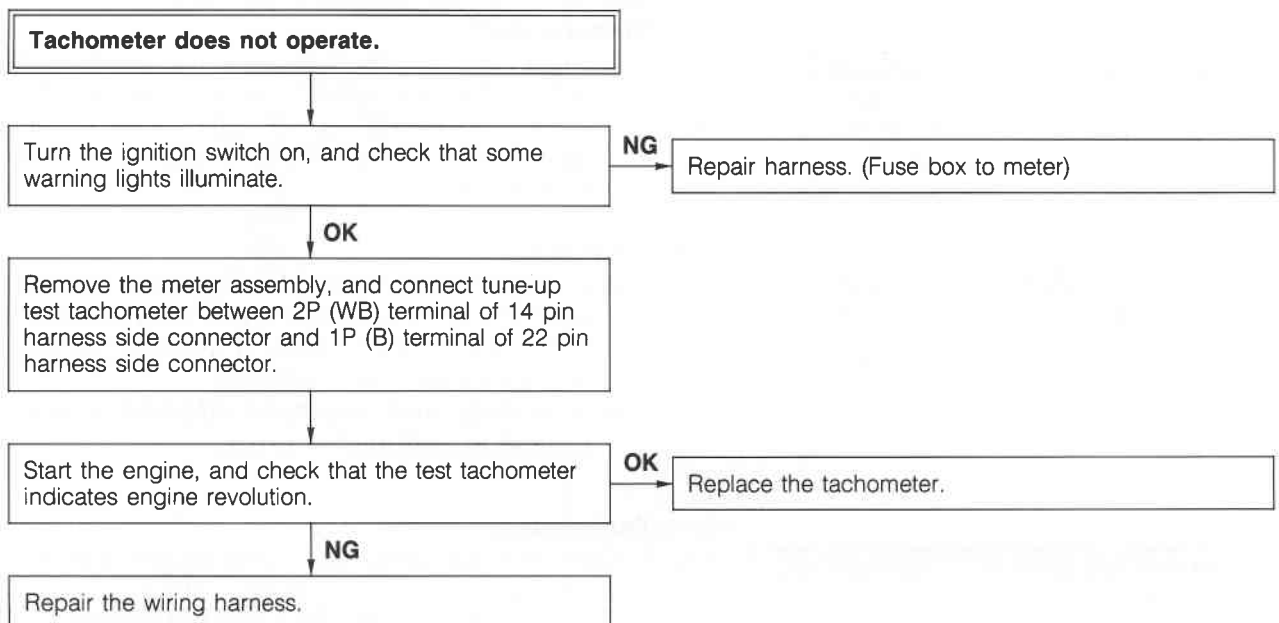 Tachometer does not operate.
Turn the ignition switch on, and check that some
warning lights illuminate.
NG
Repair harness. (Fuse box to meter)
OK
Remove the meter assembly, and connect tune-up
test tachometer between 2P (WB) terminal of 14 pin
harness side connector and 1P (B) terminal of 22 pin
harness side connector.
Start the engine, and check that the test tachometer
indicates engine revolution.
OK
Replace the tachometer.
NG
Repair the wiring harness.